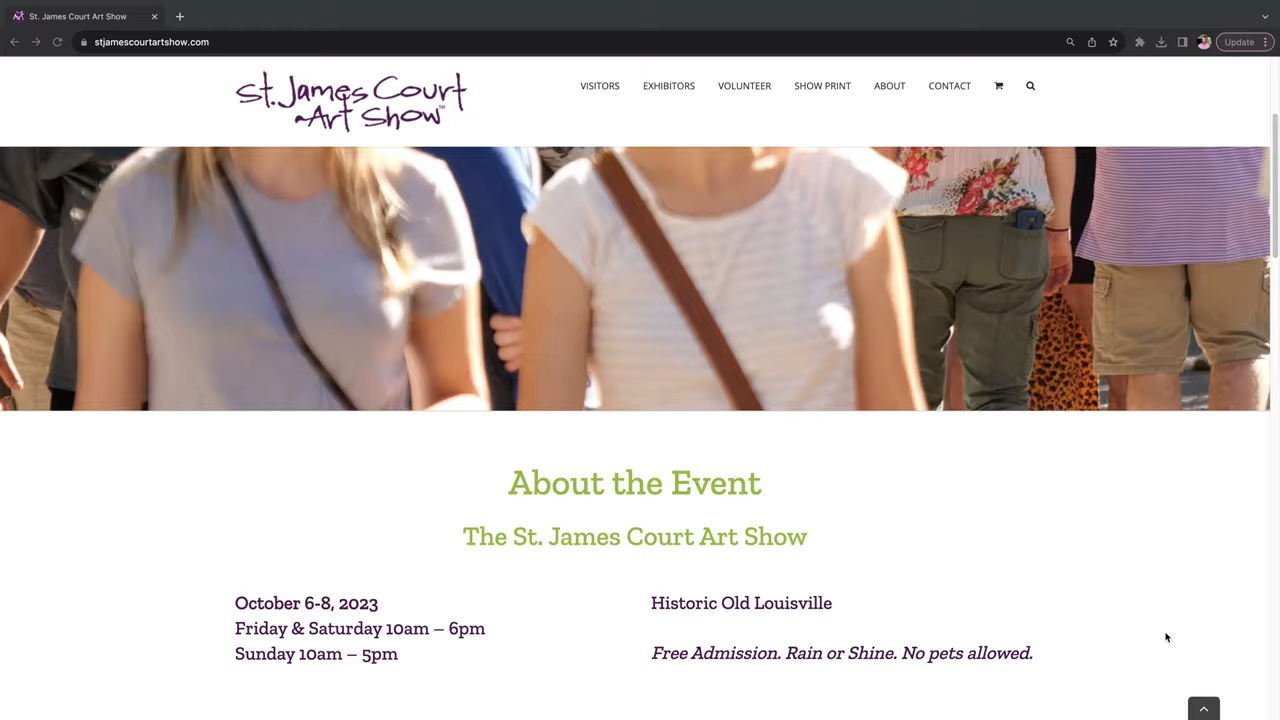 St. James Court Art Show
stjamescourtartshow.com
Update
St. James Court
Art Show™
VISITORS
EXHIBITORS
VOLUNTEER
SHOW PRINT
ABOUT
CONTACT
About the Event
The St. James Court Art Show
October 6-8, 2023
Friday & Saturday 10am – 6pm
Sunday 10am – 5pm
Historic Old Louisville
Free Admission. Rain or Shine. No pets allowed.